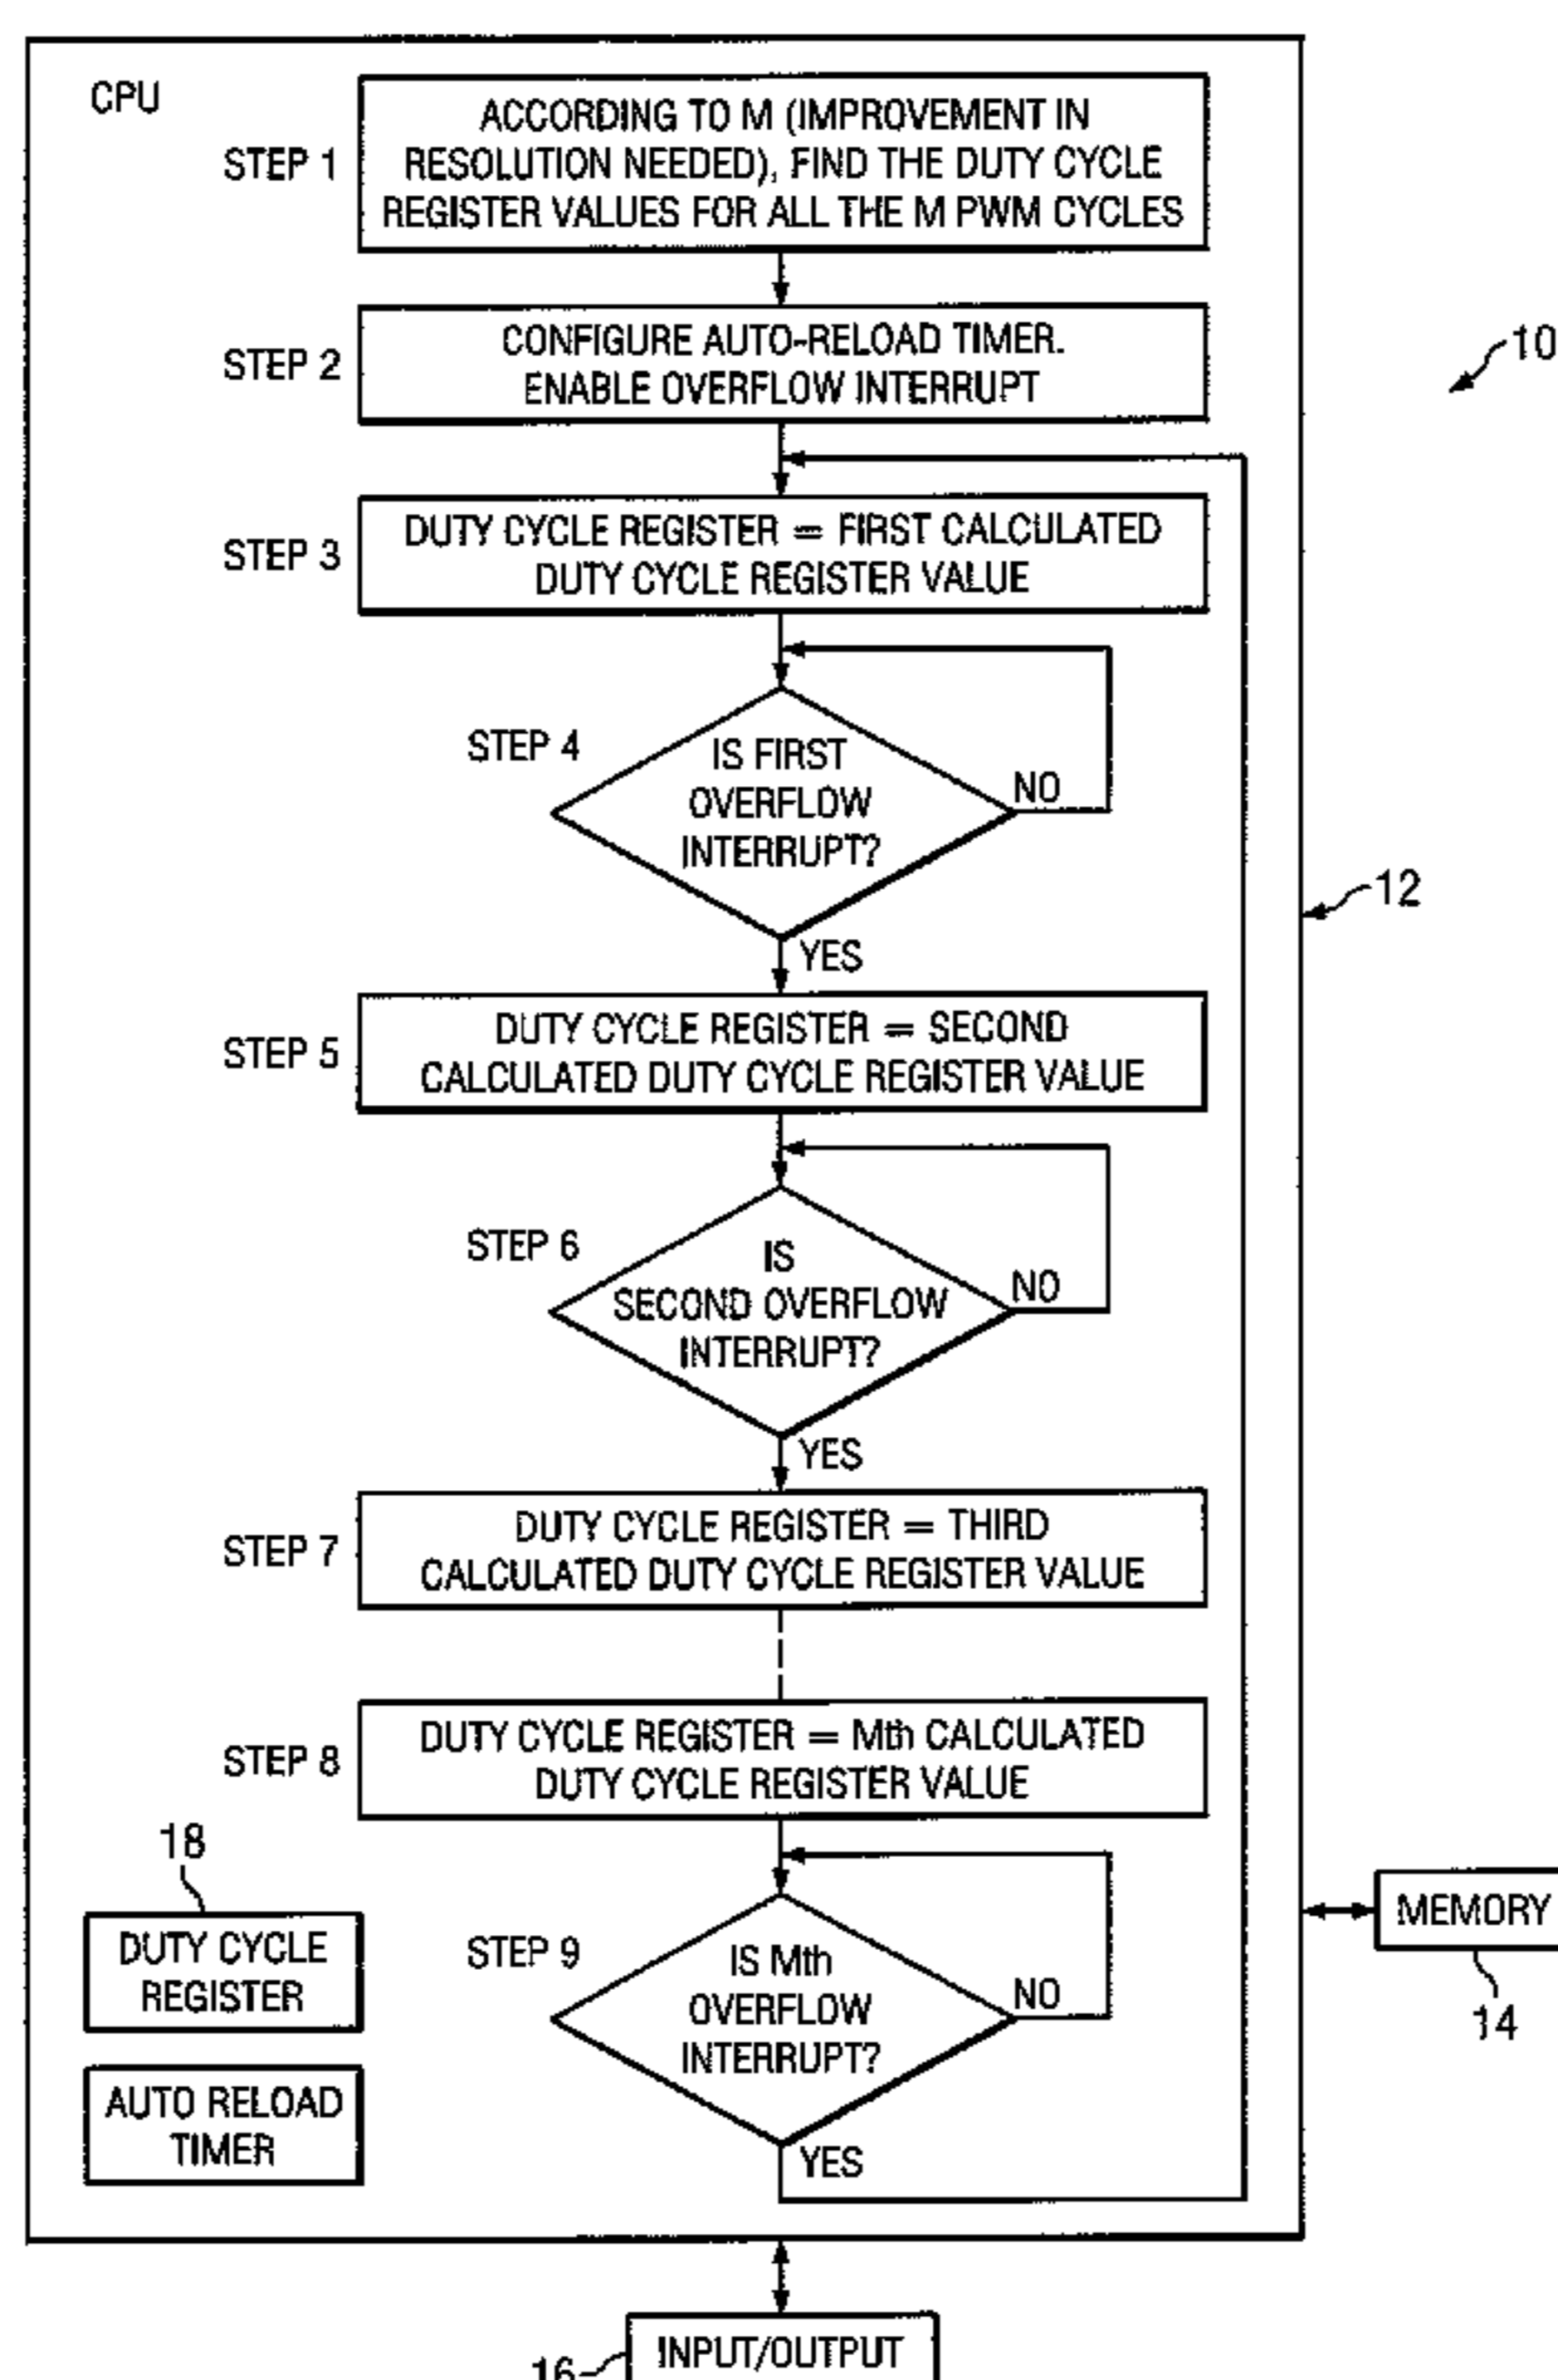 CPU
STEP 1
ACCORDING TO M (IMPROVEMENT IN
RESOLUTION NEEDED), FIND THE DUTY CYCLE
REGISTER VALUES FOR ALL THE M PWM CYCLES
STEP 2
CONFIGURE AUTO-RELOAD TIMER.
ENABLE OVERFLOW INTERRUPT
10
STEP 3
DUTY CYCLE REGISTER = FIRST CALCULATED
DUTY CYCLE REGISTER VALUE
STEP 4
IS FIRST
OVERFLOW
INTERRUPT?
NO
YES
12
STEP 5
DUTY CYCLE REGISTER = SECOND
CALCULATED DUTY CYCLE REGISTER VALUE
STEP 6
IS
SECOND OVERFLOW
INTERRUPT?
NO
YES
STEP 7
DUTY CYCLE REGISTER = THIRD
CALCULATED DUTY CYCLE REGISTER VALUE
STEP 8
DUTY CYCLE REGISTER = Mth CALCULATED
DUTY CYCLE REGISTER VALUE
18
DUTY CYCLE
REGISTER
STEP 9
IS Mth
OVERFLOW
INTERRUPT?
NO
YES
MEMORY
14
AUTO RELOAD
TIMER
INPUT/OUTPUT
16